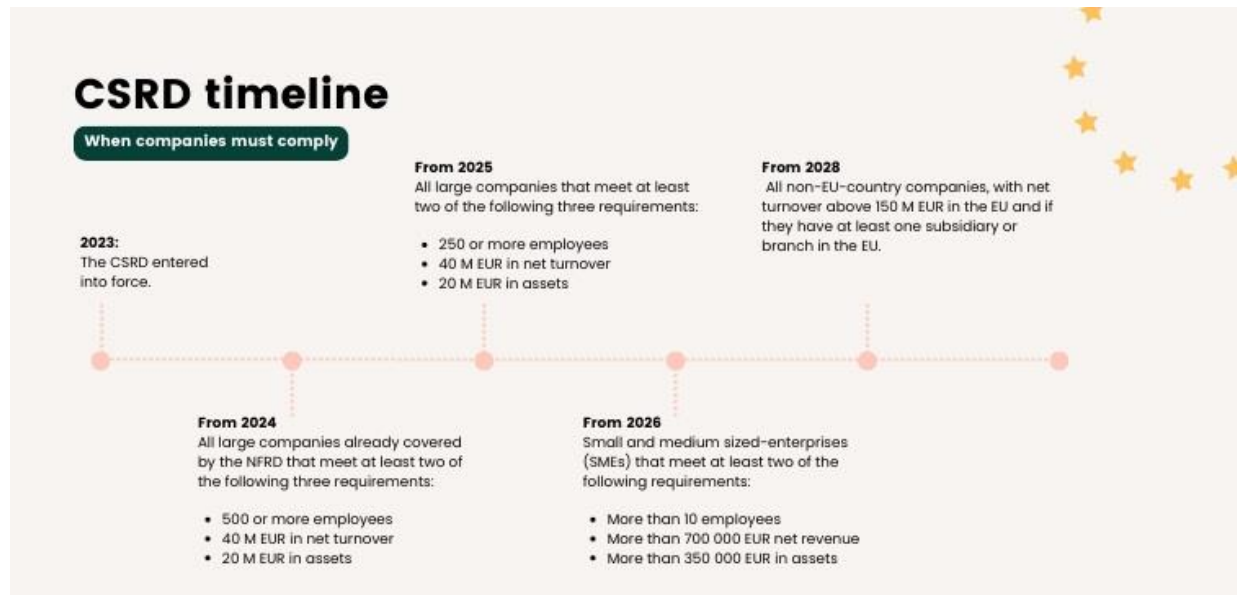 CSRD timeline
When companies must comply
2023:
The CSRD entered
into force.
From 2024
All large companies already covered
by the NFRD that meet at least two of
the following three requirements:
• 500 or more employees
• 40 M EUR in net turnover
• 20 M EUR in assets
From 2025
All large companies that meet at least
two of the following three requirements:
• 250 or more employees
• 40 M EUR in net turnover
• 20 M EUR in assets
From 2026
Small and medium sized-enterprises
(SMEs) that meet at least two of the
following requirements:
• More than 10 employees
• More than 700 000 EUR net revenue
• More than 350 000 EUR in assets
From 2028
All non-EU-country companies, with net
turnover above 150 M EUR in the EU and if
they have at least one subsidiary or
branch in the EU.